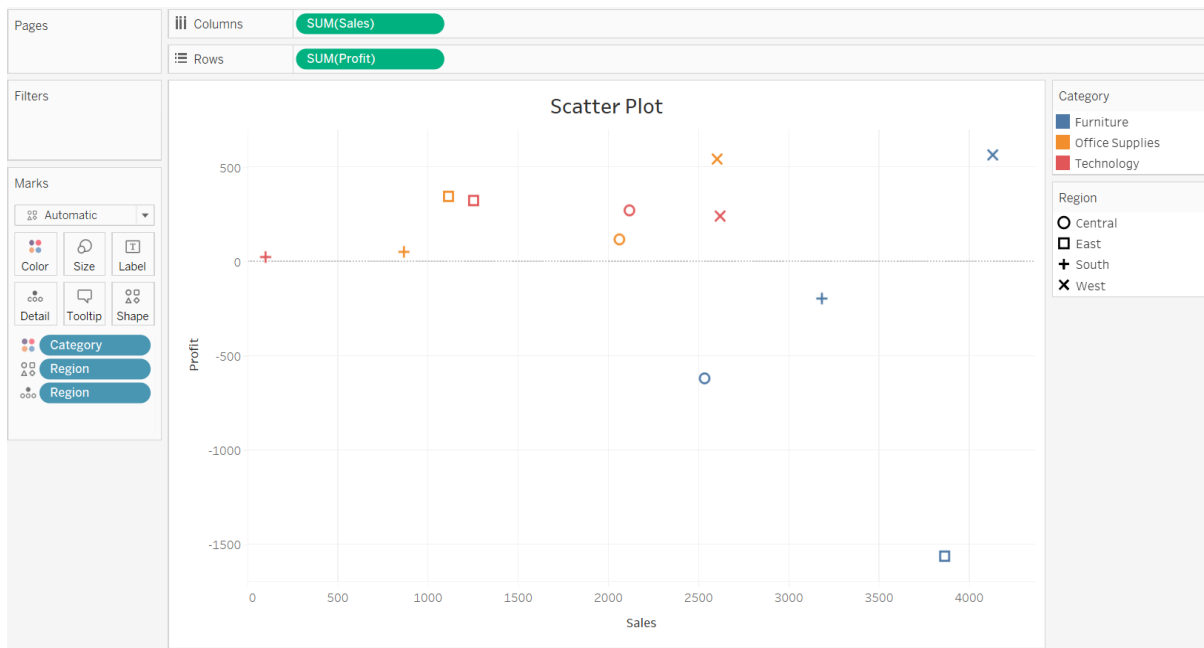 Pages
Columns
SUM(Sales)
Rows
SUM(Profit)
Filters
Marks
Automatic
Color
Size
T
Label
Detail
Tooltip
Shape
Category
Region
Region
Scatter Plot
Profit
500
0
-500
-1000
-1500
0 500 1000 1500 2000 2500 3000 3500 4000
Sales
Category
Furniture
Office Supplies
Technology
Region
Central
East
South
West